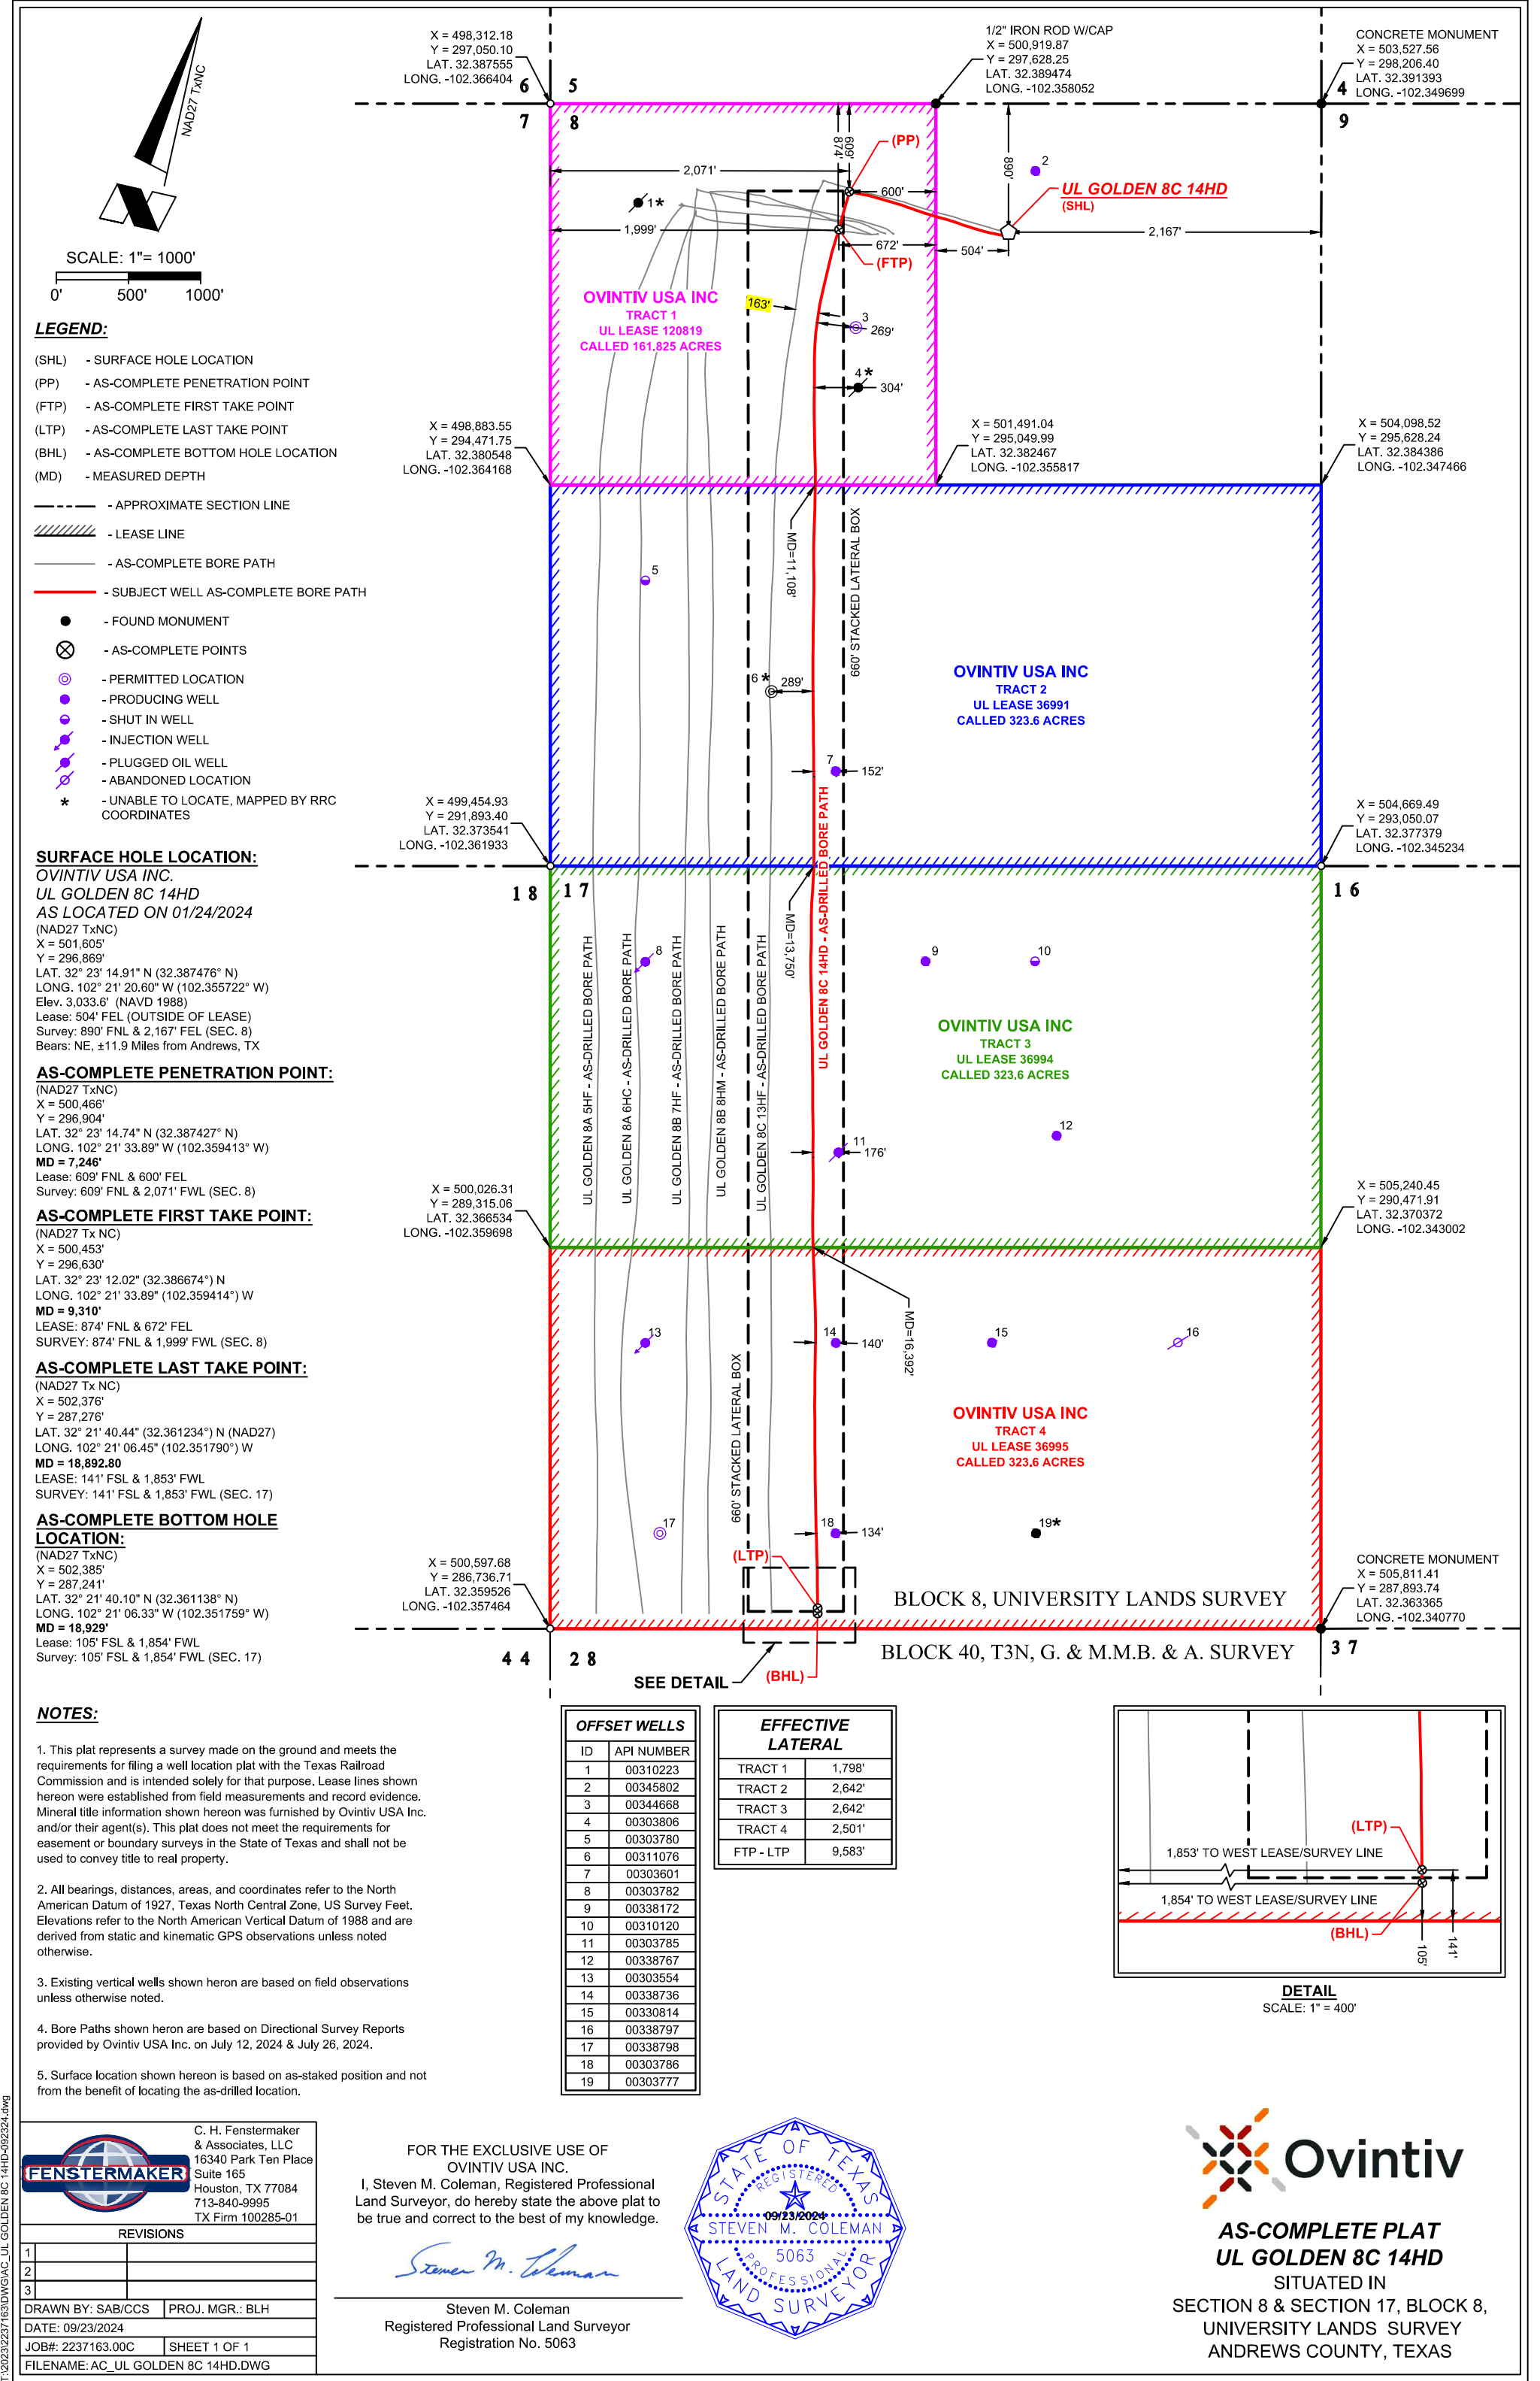 X = 498,312.18
Y = 297,050.10
LAT. 32.387555
LONG. -102.366404
1/2" IRON ROD W/CAP
X = 500,919.87
Y = 297,628.25
LAT. 32.389474
LONG. -102.358052
CONCRETE MONUMENT
X = 503,527.56
Y = 298,206.40
LAT. 32.391393
LONG. -102.349699
6 5
7 8
4
9
NAD27 TxNC
SCALE: 1"= 1000'
0' 500' 1000'
874'
609'
(PP)
890'
2
2,071'
600'
UL GOLDEN 8C 14HD
(SHL)
1*
1,999'
672'
504'
2,167'
(FTP)
OVINTIV USA INC
TRACT 1
UL LEASE 120819
CALLED 161.825 ACRES
163'
3
269'
4*
304'
LEGEND:
(SHL) - SURFACE HOLE LOCATION
(PP) - AS-COMPLETE PENETRATION POINT
(FTP) - AS-COMPLETE FIRST TAKE POINT
(LTP) - AS-COMPLETE LAST TAKE POINT
(BHL) - AS-COMPLETE BOTTOM HOLE LOCATION
(MD) - MEASURED DEPTH
- APPROXIMATE SECTION LINE
- LEASE LINE
- AS-COMPLETE BORE PATH
- SUBJECT WELL AS-COMPLETE BORE PATH
- FOUND MONUMENT
- AS-COMPLETE POINTS
- PERMITTED LOCATION
- PRODUCING WELL
- SHUT IN WELL
- INJECTION WELL
- PLUGGED OIL WELL
- ABANDONED LOCATION
* - UNABLE TO LOCATE, MAPPED BY RRC
COORDINATES
X = 498,883.55
Y = 294,471.75
LAT. 32.380548
LONG. -102.364168
X = 501,491.04
Y = 295,049.99
LAT. 32.382467
LONG. -102.355817
X = 504,098.52
Y = 295,628.24
LAT. 32.384386
LONG. -102.347466
MD=11,108'
660' STACKED LATERAL BOX
5
6* 289'
7
152'
OVINTIV USA INC
TRACT 2
UL LEASE 36991
CALLED 323.6 ACRES
X = 499,454.93
Y = 291,893.40
LAT. 32.373541
LONG. -102.361933
X = 504,669.49
Y = 293,050.07
LAT. 32.377379
LONG. -102.345234
18 17
16
MD=13,750'
UL GOLDEN 8A 5HF - AS-DRILLED BORE PATH
UL GOLDEN 8A 6HC - AS-DRILLED BORE PATH
UL GOLDEN 8B 7HF - AS-DRILLED BORE PATH
UL GOLDEN 8B 8HM - AS-DRILLED BORE PATH
UL GOLDEN 8C 13HF - AS-DRILLED BORE PATH
UL GOLDEN 8C 14HD - AS-DRILLED BORE PATH
8
9
10
OVINTIV USA INC
TRACT 3
UL LEASE 36994
CALLED 323.6 ACRES
11
176'
12
X = 500,026.31
Y = 289,315.06
LAT. 32.366534
LONG. -102.359698
X = 505,240.45
Y = 290,471.91
LAT. 32.370372
LONG. -102.343002
MD=16,392'
13
14
140'
15
16
660' STACKED LATERAL BOX
OVINTIV USA INC
TRACT 4
UL LEASE 36995
CALLED 323.6 ACRES
17
18
134'
19*
(LTP)
X = 500,597.68
Y = 286,736.71
LAT. 32.359526
LONG. -102.357464
CONCRETE MONUMENT
X = 505,811.41
Y = 287,893.74
LAT. 32.363365
LONG. -102.340770
BLOCK 8, UNIVERSITY LANDS SURVEY
BLOCK 40, T3N, G. & M.M.B. & A. SURVEY
44 28
37
SEE DETAIL
(BHL)
SURFACE HOLE LOCATION:
OVINTIV USA INC.
UL GOLDEN 8C 14HD
AS LOCATED ON 01/24/2024
(NAD27 TxNC)
X = 501,605'
Y = 296,869'
LAT. 32° 23' 14.91" N (32.387476° N)
LONG. 102° 21' 20.60" W (102.355722° W)
Elev. 3,033.6' (NAVD 1988)
Lease: 504' FEL (OUTSIDE OF LEASE)
Survey: 890' FNL & 2,167' FEL (SEC. 8)
Bears: NE, ±11.9 Miles from Andrews, TX
AS-COMPLETE PENETRATION POINT:
(NAD27 TxNC)
X = 500,466'
Y = 296,904'
LAT. 32° 23' 14.74" N (32.387427° N)
LONG. 102° 21' 33.89" W (102.359413° W)
MD = 7,246'
Lease: 609' FNL & 600' FEL
Survey: 609' FNL & 2,071' FWL (SEC. 8)
AS-COMPLETE FIRST TAKE POINT:
(NAD27 Tx NC)
X = 500,453'
Y = 296,630'
LAT. 32° 23' 12.02" (32.386674°) N
LONG. 102° 21' 33.89" (102.359414°) W
MD = 9,310'
LEASE: 874' FNL & 672' FEL
SURVEY: 874' FNL & 1,999' FWL (SEC. 8)
AS-COMPLETE LAST TAKE POINT:
(NAD27 Tx NC)
X = 502,376'
Y = 287,276'
LAT. 32° 21' 40.44" (32.361234°) N (NAD27)
LONG. 102° 21' 06.45" (102.351790°) W
MD = 18,892.80
LEASE: 141' FSL & 1,853' FWL
SURVEY: 141' FSL & 1,853' FWL (SEC. 17)
AS-COMPLETE BOTTOM HOLE
LOCATION:
(NAD27 TxNC)
X = 502,385'
Y = 287,241'
LAT. 32° 21' 40.10" N (32.361138° N)
LONG. 102° 21' 06.33" W (102.351759° W)
MD = 18,929'
Lease: 105' FSL & 1,854' FWL
Survey: 105' FSL & 1,854' FWL (SEC. 17)
NOTES:
1. This plat represents a survey made on the ground and meets the
requirements for filing a well location plat with the Texas Railroad
Commission and is intended solely for that purpose. Lease lines shown
hereon were established from field measurements and record evidence.
Mineral title information shown hereon was furnished by Ovintiv USA Inc.
and/or their agent(s). This plat does not meet the requirements for
easement or boundary surveys in the State of Texas and shall not be
used to convey title to real property.
2. All bearings, distances, areas, and coordinates refer to the North
American Datum of 1927, Texas North Central Zone, US Survey Feet.
Elevations refer to the North American Vertical Datum of 1988 and are
derived from static and kinematic GPS observations unless noted
otherwise.
3. Existing vertical wells shown heron are based on field observations
unless otherwise noted.
4. Bore Paths shown heron are based on Directional Survey Reports
provided by Ovintiv USA Inc. on July 12, 2024 & July 26, 2024.
5. Surface location shown hereon is based on as-staked position and not
from the benefit of locating the as-drilled location.
OFFSET WELLS
ID API NUMBER
1 00310223
2 00345802
3 00344668
4 00303806
5 00303780
6 00311076
7 00303601
8 00303782
9 00338172
10 00310120
11 00303785
12 00338767
13 00303554
14 00338736
15 00330814
16 00338797
17 00338798
18 00303786
19 00303777
EFFECTIVE
LATERAL
TRACT 1 1,798'
TRACT 2 2,642'
TRACT 3 2,642'
TRACT 4 2,501'
FTP - LTP 9,583'
(LTP)
1,853' TO WEST LEASE/SURVEY LINE
1,854' TO WEST LEASE/SURVEY LINE
(BHL)
105'
141'
DETAIL
SCALE: 1" = 400'
T:\2023\2237163\DWG\AC_UL GOLDEN 8C 14HD-092324.dwg
FENSTERMAKER
C. H. Fenstermaker
& Associates, LLC
16340 Park Ten Place
Suite 165
Houston, TX 77084
713-840-9995
TX Firm 100285-01
REVISIONS
1
2
3
DRAWN BY: SAB/CCS PROJ. MGR.: BLH
DATE: 09/23/2024
JOB#: 2237163.00C SHEET 1 OF 1
FILENAME: AC_UL GOLDEN 8C 14HD.DWG
FOR THE EXCLUSIVE USE OF
OVINTIV USA INC.
I, Steven M. Coleman, Registered Professional
Land Surveyor, do hereby state the above plat to
be true and correct to the best of my knowledge.
Steven M. Coleman
Steven M. Coleman
Registered Professional Land Surveyor
Registration No. 5063
STATE OF TEXAS
REGISTERED
09/23/2024
STEVEN M. COLEMAN
5063
PROFESSIONAL
LAND SURVEYOR
Ovintiv
AS-COMPLETE PLAT
UL GOLDEN 8C 14HD
SITUATED IN
SECTION 8 & SECTION 17, BLOCK 8,
UNIVERSITY LANDS SURVEY
ANDREWS COUNTY, TEXAS